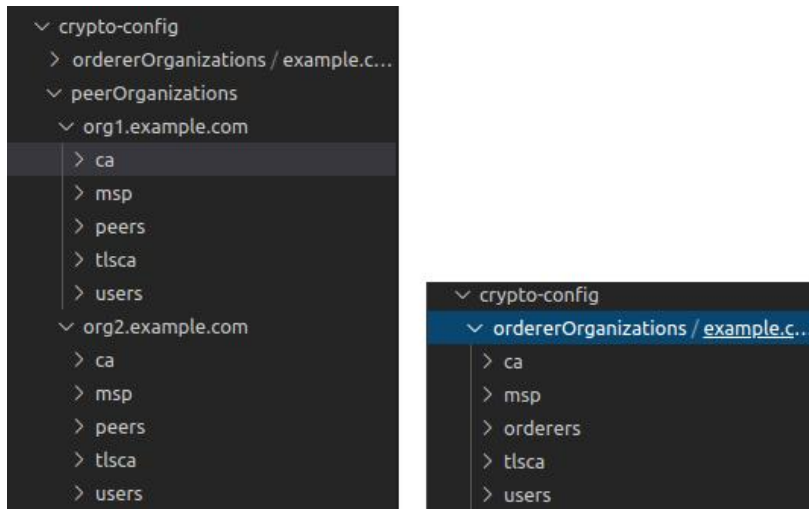 crypto-config
ordererOrganizations / example.c...
peerOrganizations
org1.example.com
ca
msp
peers
tlsca
users
org2.example.com
ca
msp
peers
tlsca
users
crypto-config
ordererOrganizations / example.c...
ca
msp
orderers
tlsca
users